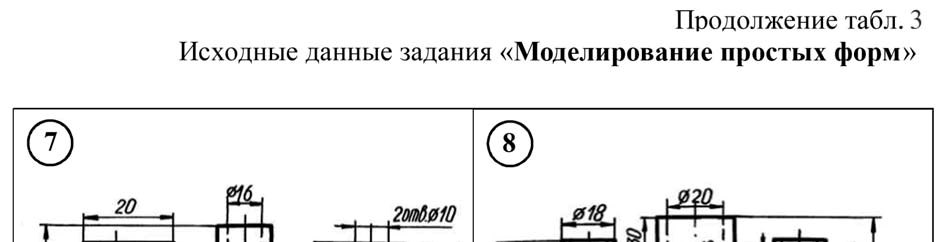 Продолжение табл. 3
Исходные данные задания «Моделирование простых форм»
7
8
20
ø16
2отв.ø10
ø18
ø20